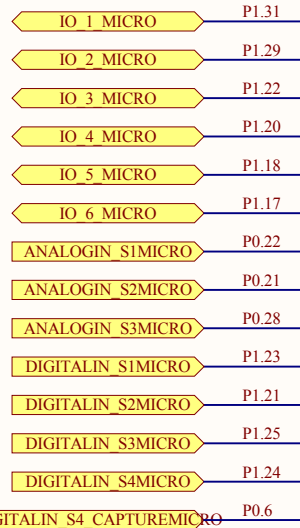 IO_1_MICRO P1.31
IO_2_MICRO P1.29
IO_3_MICRO P1.22
IO_4_MICRO P1.20
IO_5_MICRO P1.18
IO_6_MICRO P1.17
ANALOGIN_S1MICRO P0.22
ANALOGIN_S2MICRO P0.21
ANALOGIN_S3MICRO P0.28
DIGITALIN_S1MICRO P1.23
DIGITALIN_S2MICRO P1.21
DIGITALIN_S3MICRO P1.25
DIGITALIN_S4MICRO P1.24
GITALIN_S4_CAPTUREMICRO P0.6